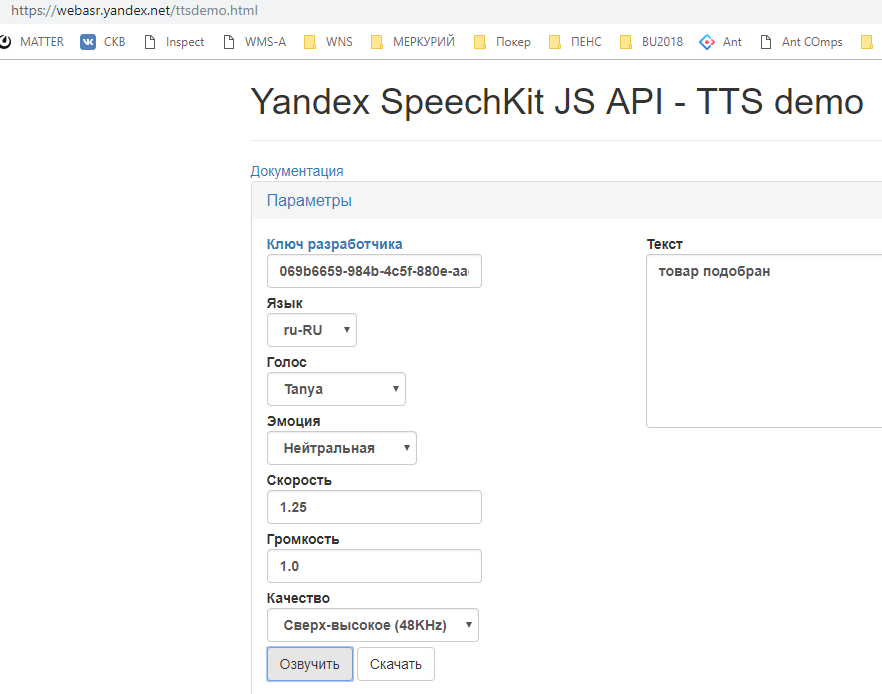 https://webasr.yandex.net/ttsdemo.html
MATTER СКВ Inspect WMS-A WNS МЕРКУРИЙ Покер ПЕНС BU2018 Ant Ant COmps
Yandex SpeechKit JS API - TTS demo
Документация
Параметры
Ключ разработчика Текст
069b6659-984b-4c5f-880e-aa товар подобран
Язык
ru-RU
Голос
Tanya
Эмоция
Нейтральная
Скорость
1.25
Громкость
1.0
Качество
Сверх-высокое (48KHz)
Озвучить Скачать